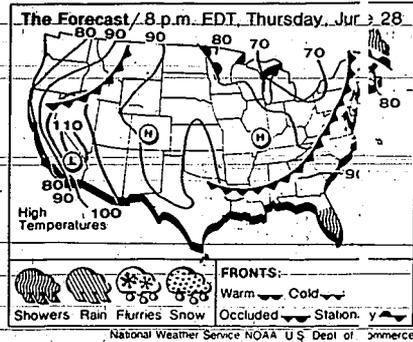 The Forecast/ 8 p.m. EDT, Thursday, June 28
80 90 90 80 70 70
80
110
H H
L
90
80
90
100
High
Temperatures
FRONTS:
Warm Cold
Showers Rain Flurries Snow Occluded Station y
National Weather Service NOAA U S Dept of ommerce